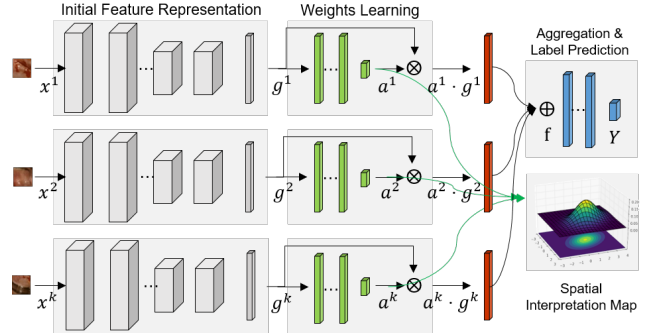 Initial Feature Representation
Weights Learning
Aggregation &
Label Prediction
x¹ ... g¹ ... a¹ ⊗ a¹ · g¹
⊕
f
...
Y
x² ... g² ... a² ⊗ a² · g²
xᵏ ... gᵏ ... aᵏ ⊗ aᵏ · gᵏ
Spatial
Interpretation Map